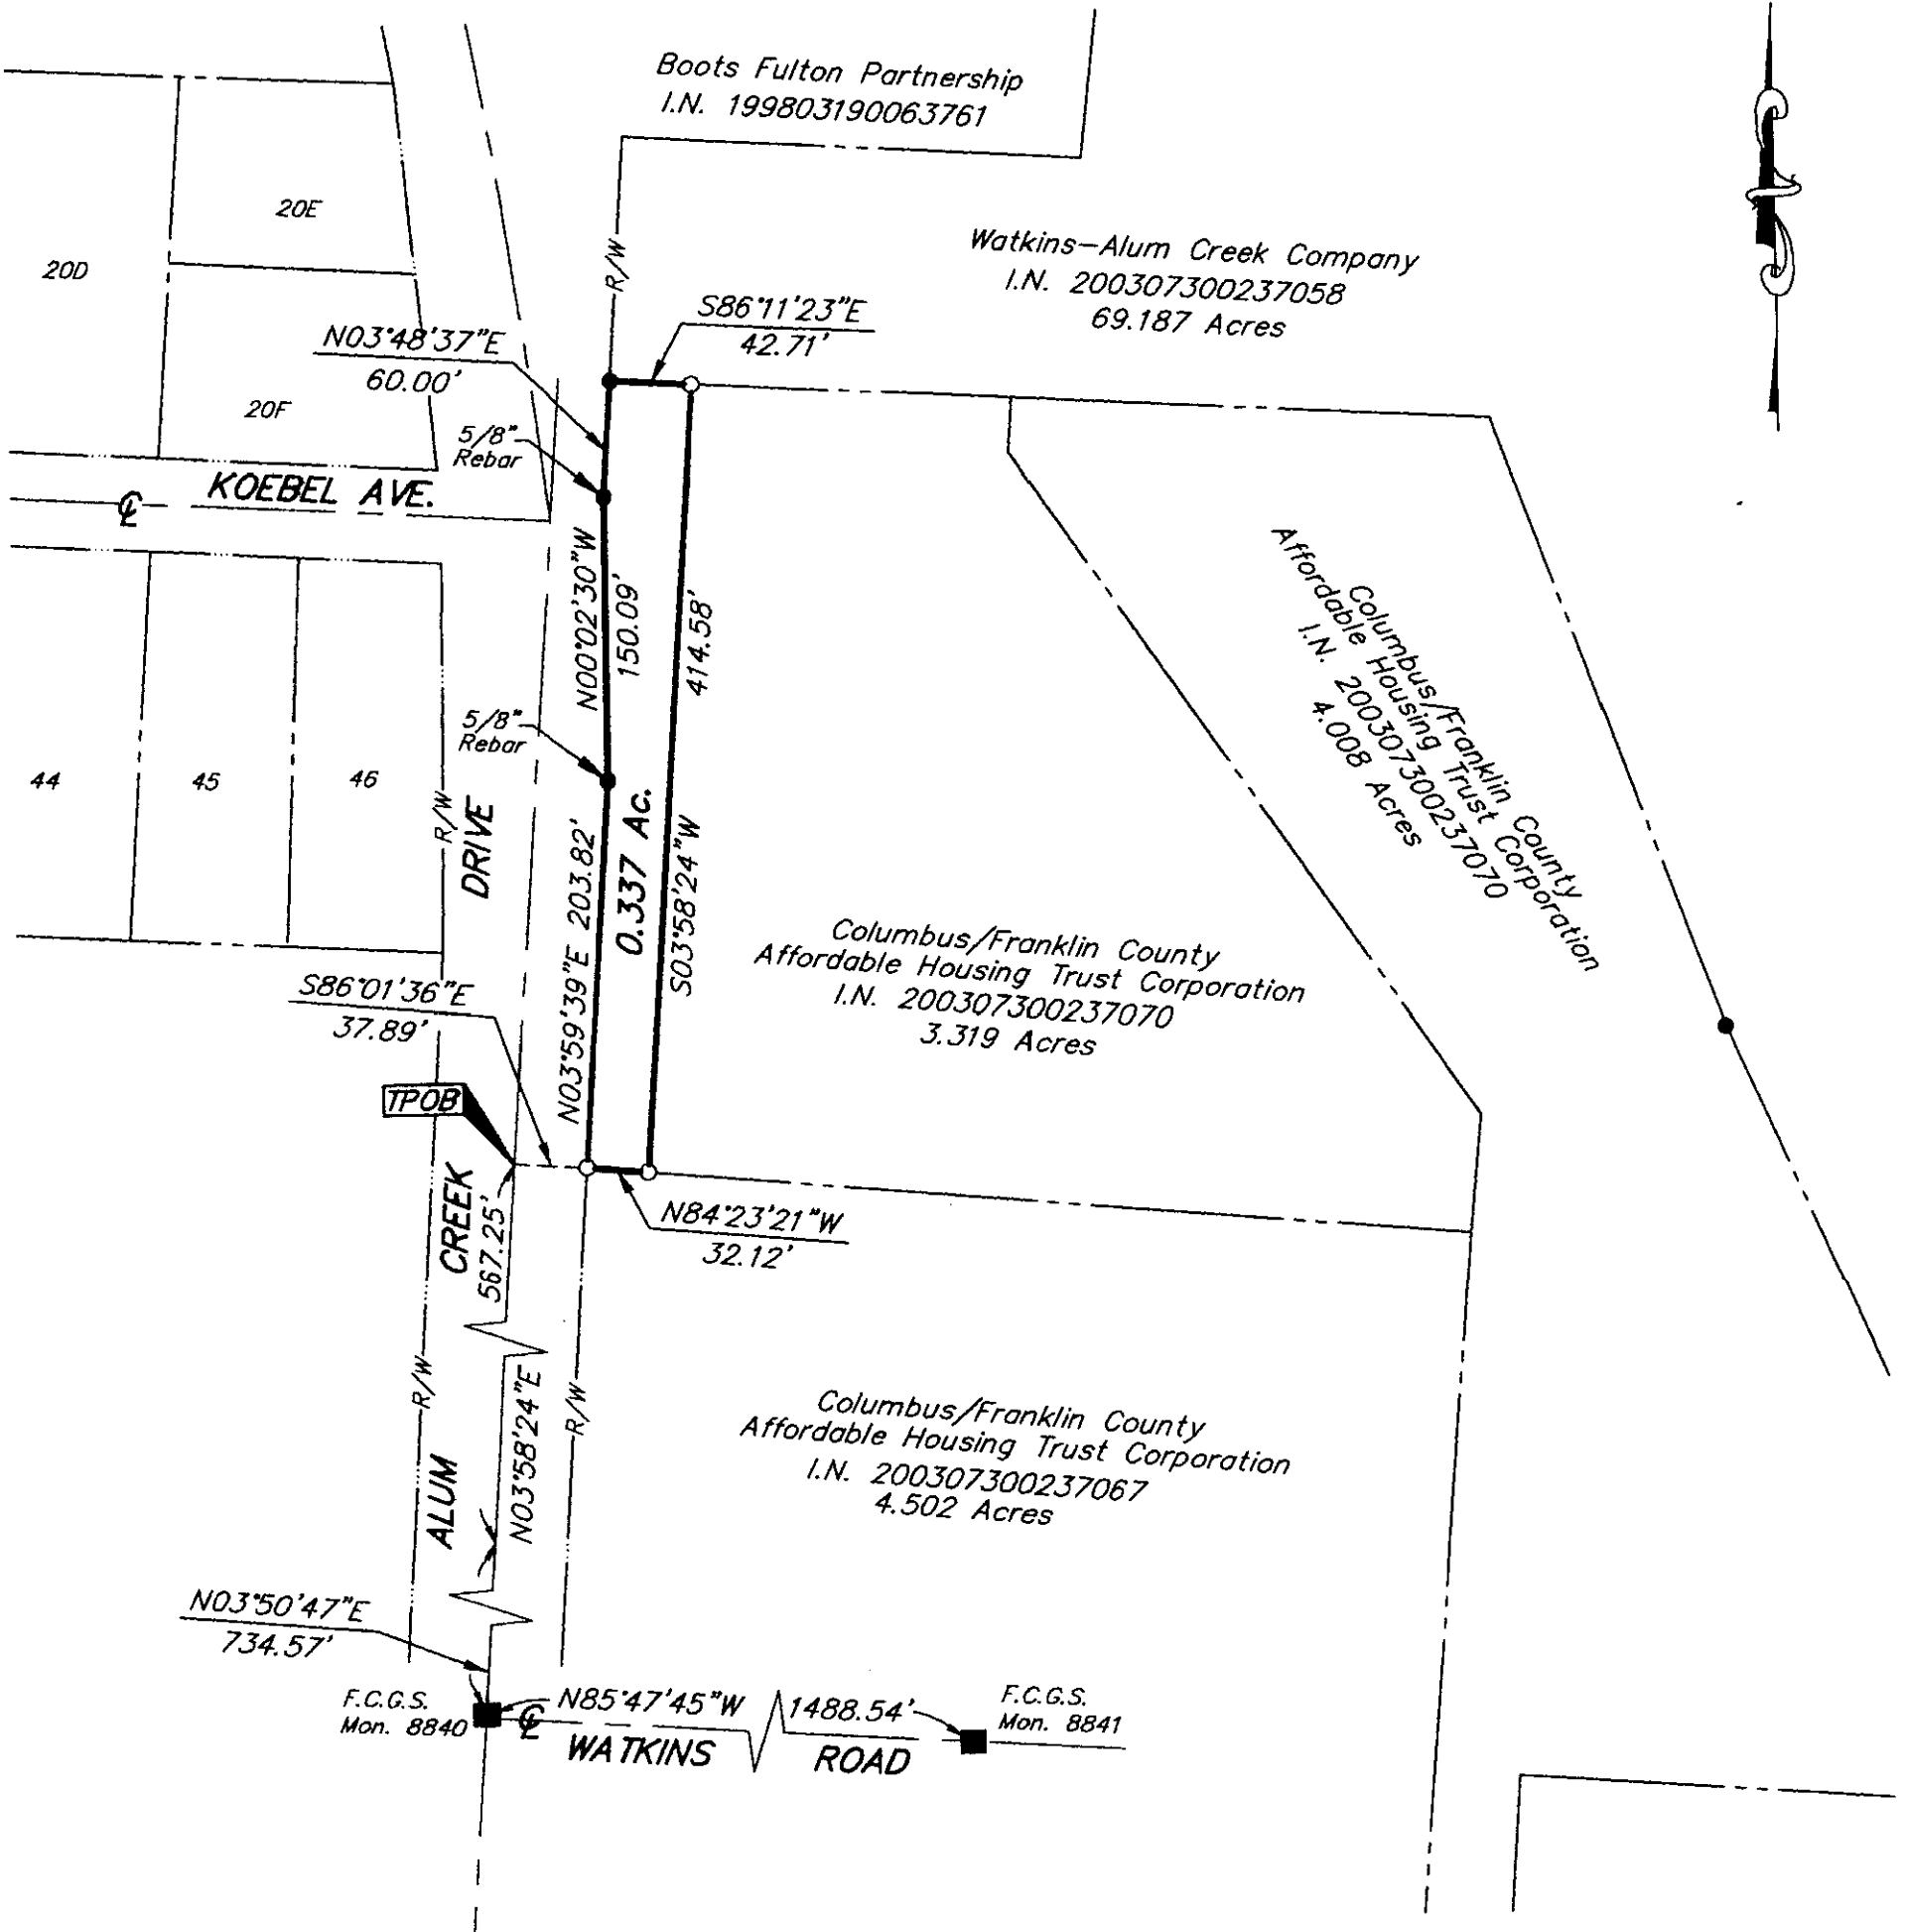 Boots Fulton Partnership
I.N. 199803190063761
20E
20D
R/W
Watkins-Alum Creek Company
I.N. 200307300237058
69.187 Acres
S86°11'23"E
42.71'
N03°48'37"E
60.00'
20F
5/8"
Rebar
KOEBEL AVE.
℄
N00°02'30"W
150.09'
414.58'
S03°58'24"W
Columbus/Franklin County
Affordable Housing Trust Corporation
I.N. 200307300237070
4.008 Acres
5/8"
Rebar
44
45
46
R/W
DRIVE
0.337 Ac.
N03°59'39"E 203.82'
Columbus/Franklin County
Affordable Housing Trust Corporation
I.N. 200307300237070
3.319 Acres
S86°01'36"E
37.89'
TPOB
CREEK
567.25'
N84°23'21"W
32.12'
R/W
N03°58'24"E
R/W
ALUM
Columbus/Franklin County
Affordable Housing Trust Corporation
I.N. 200307300237067
4.502 Acres
N03°50'47"E
734.57'
F.C.G.S.
Mon. 8840
℄
N85°47'45"W 1488.54'
WATKINS ROAD
F.C.G.S.
Mon. 8841